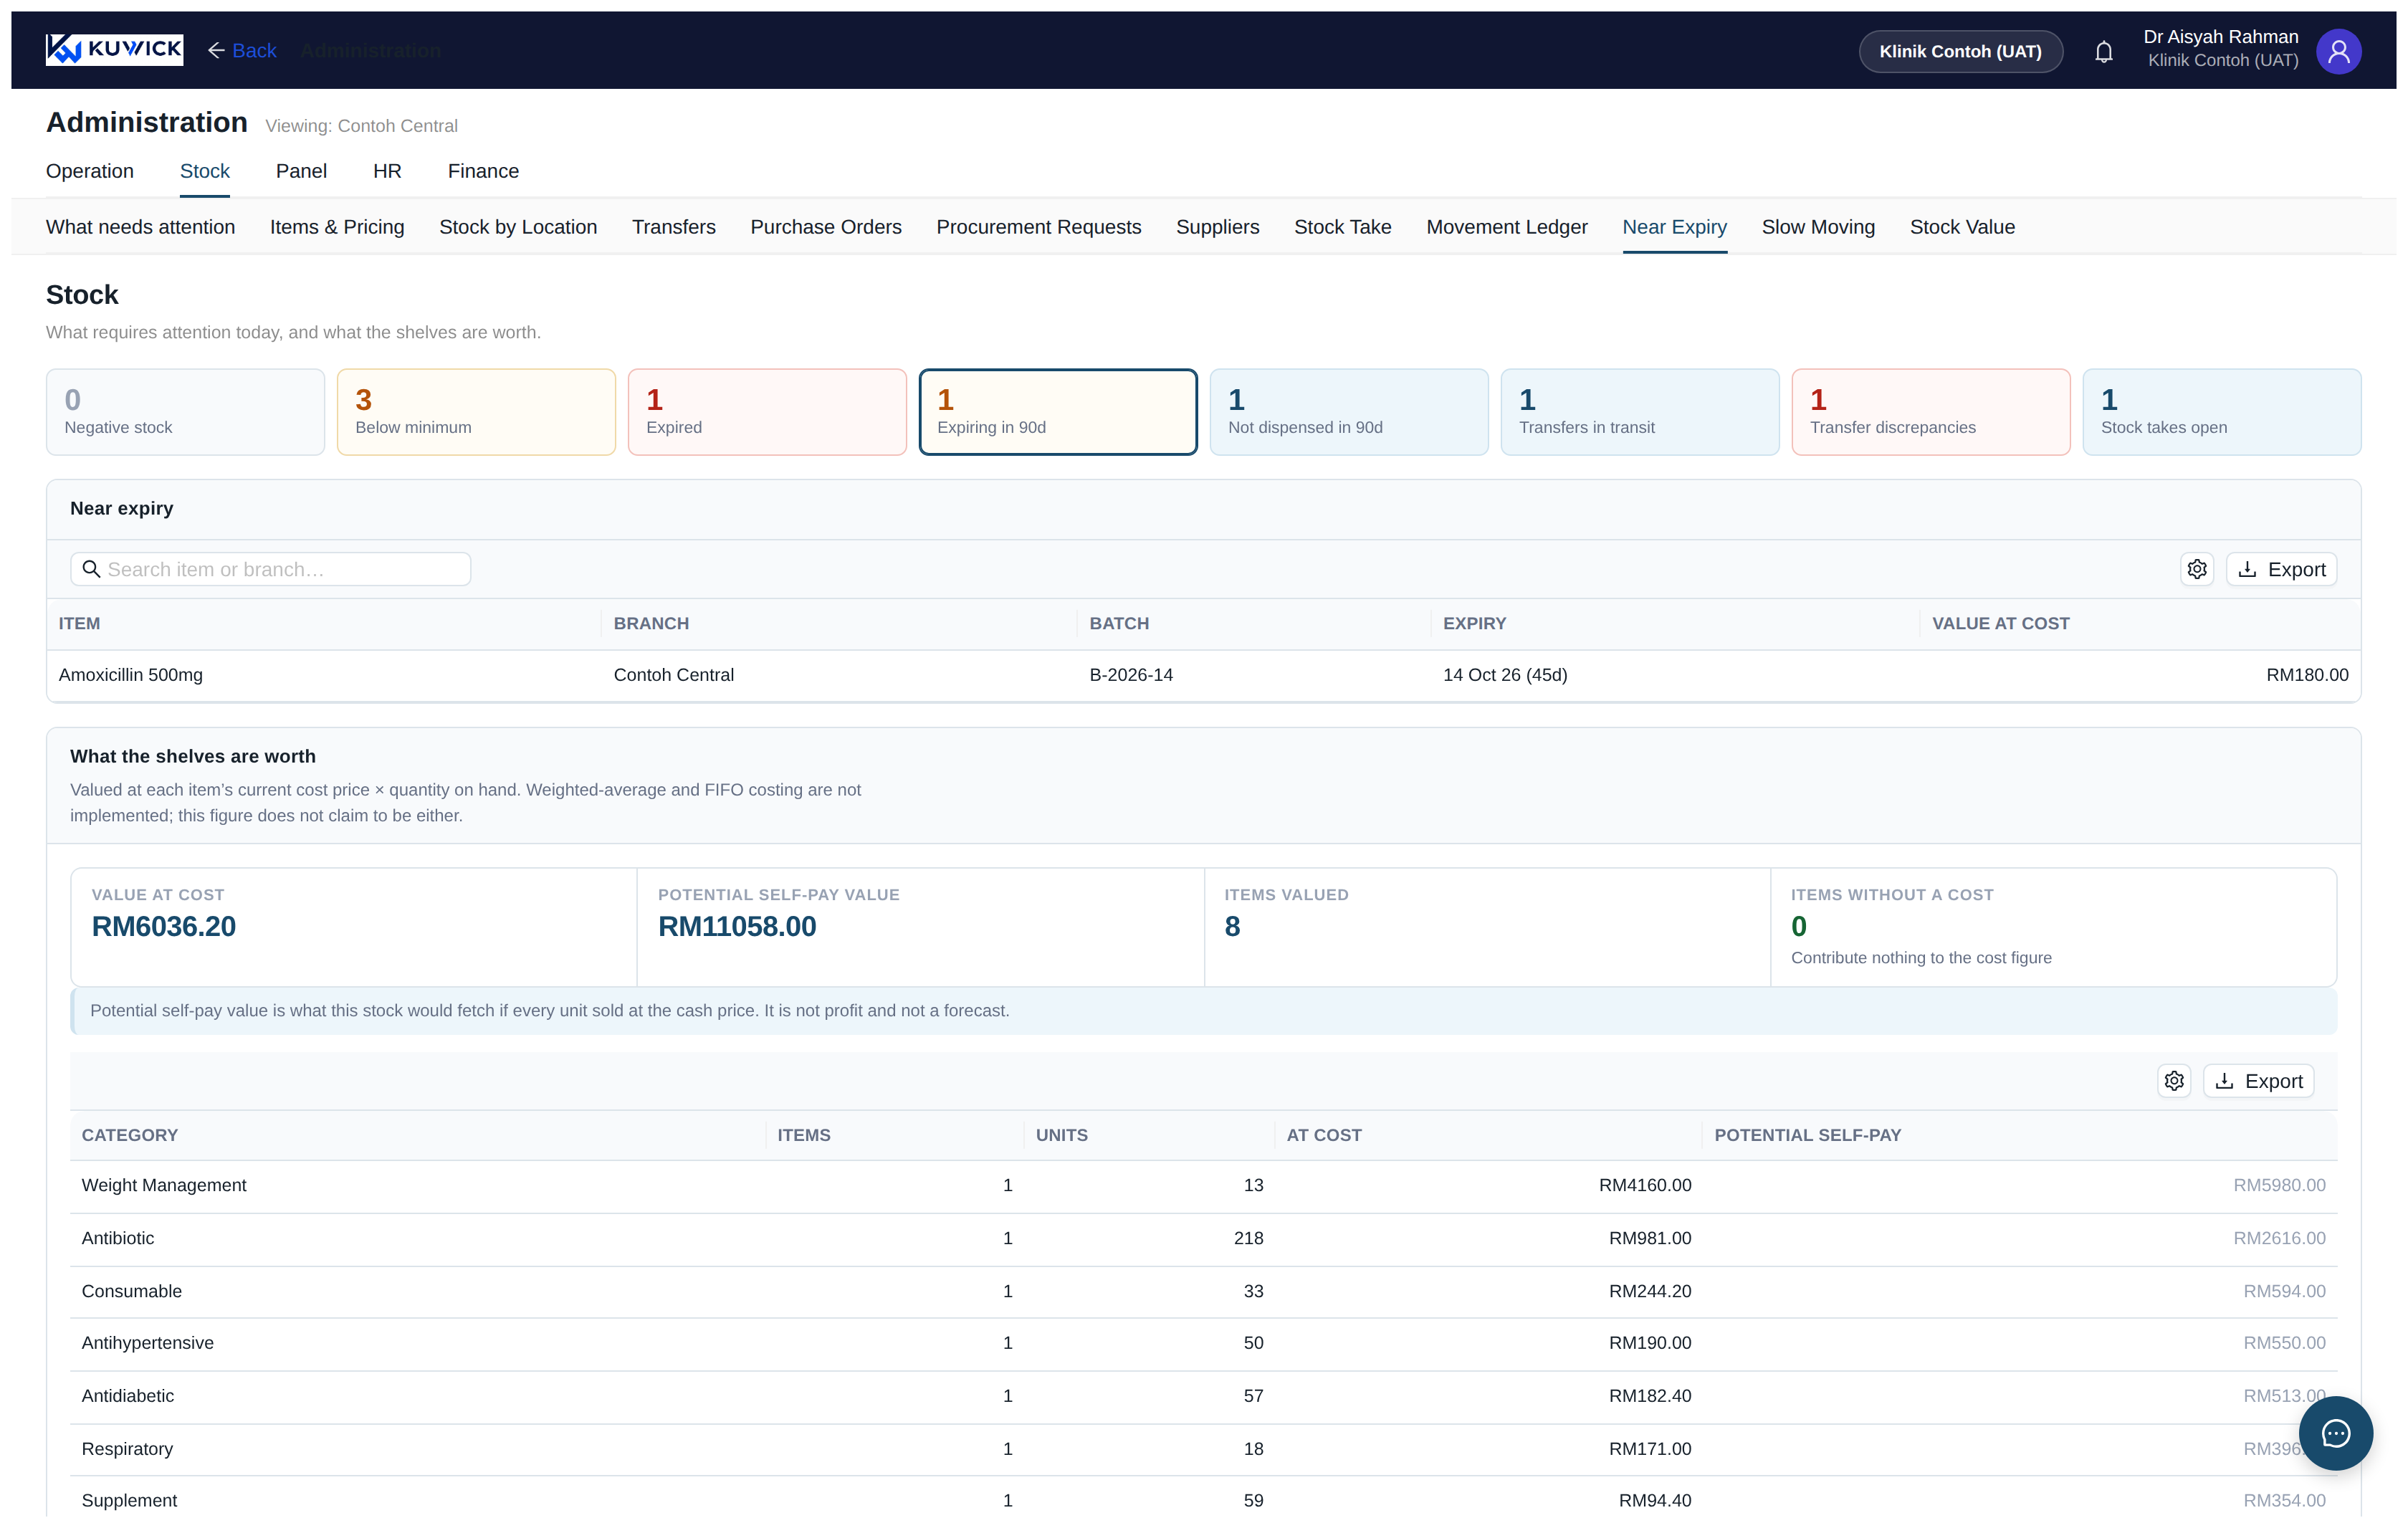 KUWICK
Back Administration
Klinik Contoh (UAT)
Dr Aisyah Rahman
Klinik Contoh (UAT)
Administration Viewing: Contoh Central
Operation Stock Panel HR Finance
What needs attention Items & Pricing Stock by Location Transfers Purchase Orders Procurement Requests Suppliers Stock Take Movement Ledger Near Expiry Slow Moving Stock Value
Stock
What requires attention today, and what the shelves are worth.
0 3 1 1 1 1 1 1
Negative stock Below minimum Expired Expiring in 90d Not dispensed in 90d Transfers in transit Transfer discrepancies Stock takes open
Near expiry
Search item or branch… Export
ITEM BRANCH BATCH EXPIRY VALUE AT COST
Amoxicillin 500mg Contoh Central B-2026-14 14 Oct 26 (45d) RM180.00
What the shelves are worth
Valued at each item’s current cost price × quantity on hand. Weighted-average and FIFO costing are not
implemented; this figure does not claim to be either.
VALUE AT COST POTENTIAL SELF-PAY VALUE ITEMS VALUED ITEMS WITHOUT A COST
RM6036.20 RM11058.00 8 0
Contribute nothing to the cost figure
Potential self-pay value is what this stock would fetch if every unit sold at the cash price. It is not profit and not a forecast.
Export
CATEGORY ITEMS UNITS AT COST POTENTIAL SELF-PAY
Weight Management 1 13 RM4160.00 RM5980.00
Antibiotic 1 218 RM981.00 RM2616.00
Consumable 1 33 RM244.20 RM594.00
Antihypertensive 1 50 RM190.00 RM550.00
Antidiabetic 1 57 RM182.40 RM513.00
Respiratory 1 18 RM171.00 RM396
Supplement 1 59 RM94.40 RM354.00